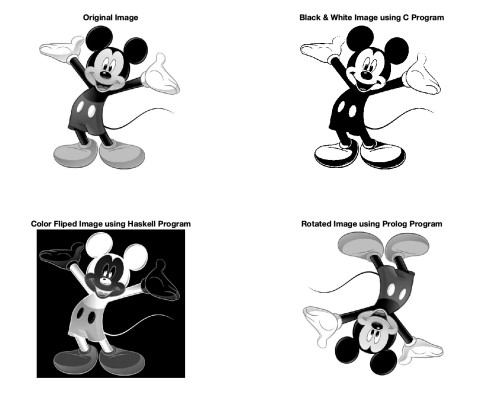 Original Image
Black & White Image using C Program
Color Fliped Image using Haskell Program
Rotated Image using Prolog Program